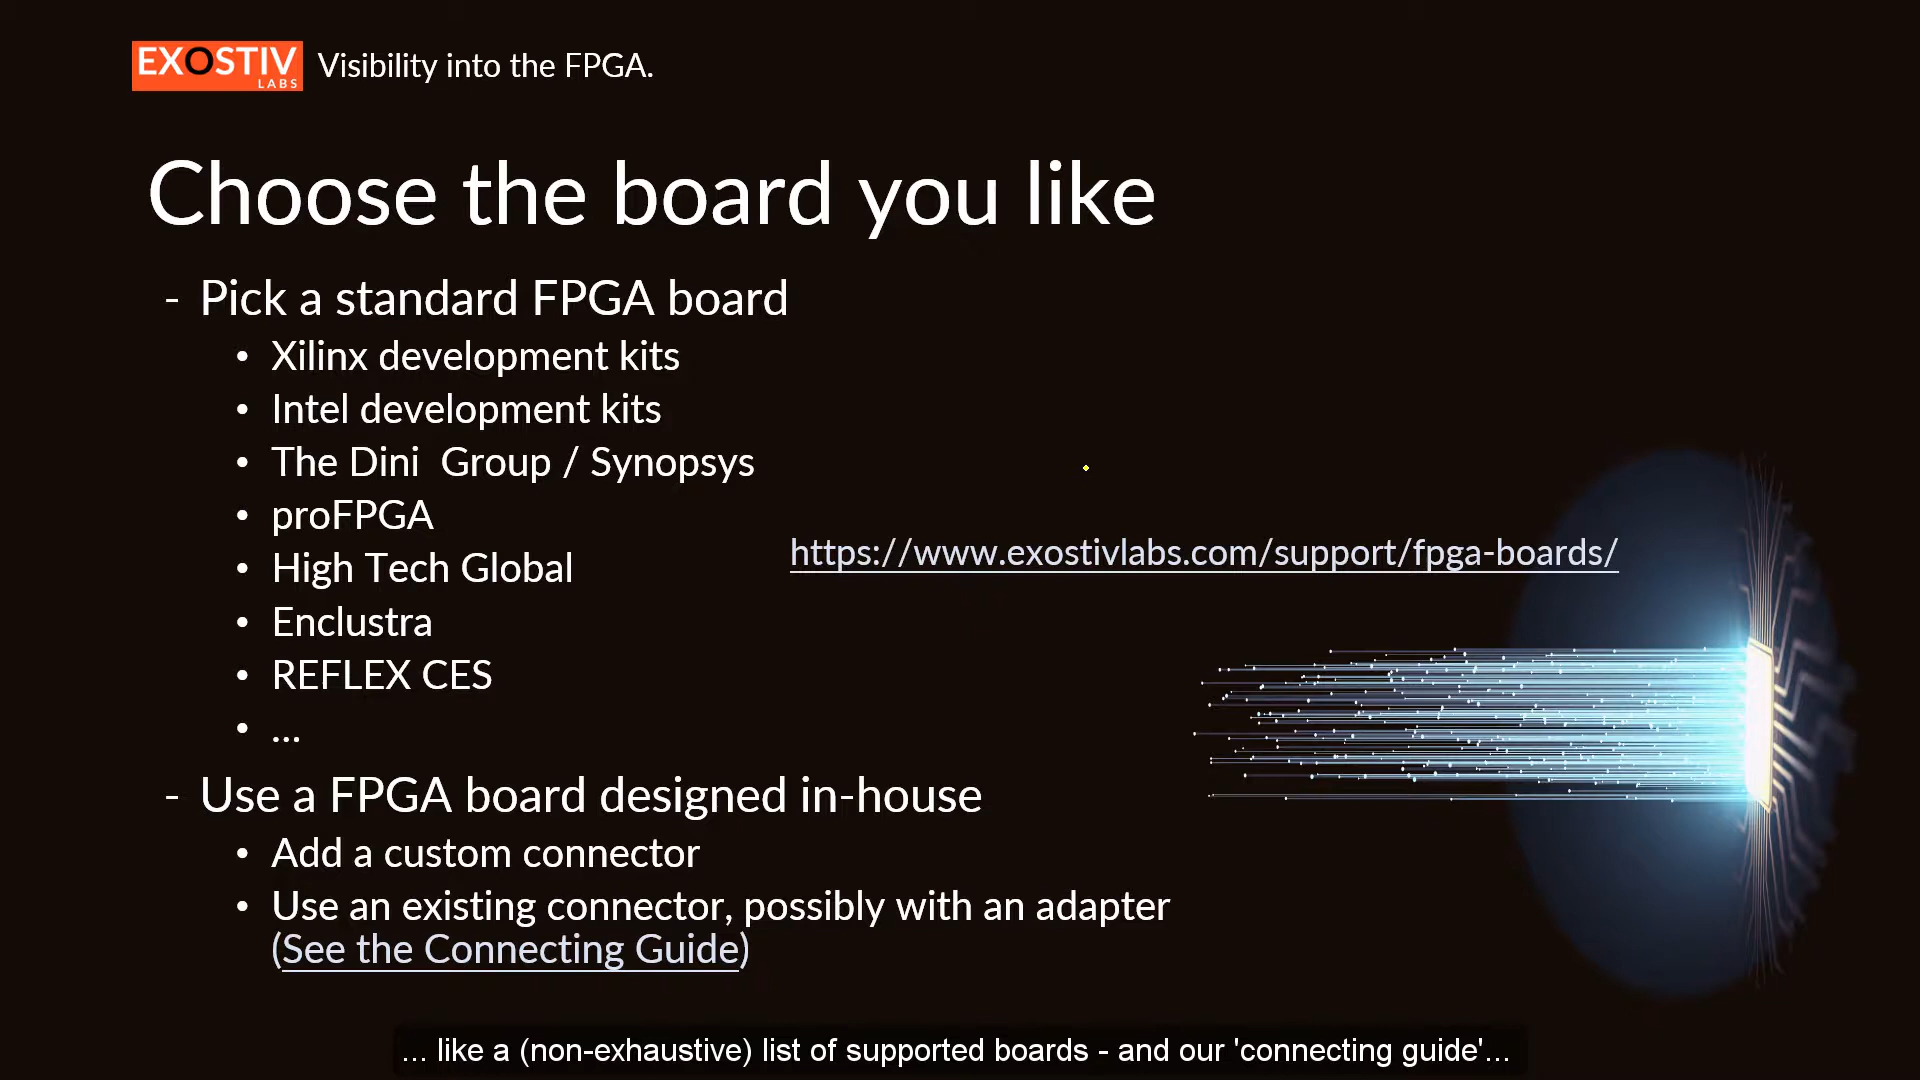 EXOSTIV
LABS
Visibility into the FPGA.
Choose the board you like
- Pick a standard FPGA board
• Xilinx development kits
• Intel development kits
• The Dini  Group / Synopsys
• proFPGA
• High Tech Global
• Enclustra
• REFLEX CES
• ...
https://www.exostivlabs.com/support/fpga-boards/
- Use a FPGA board designed in-house
• Add a custom connector
• Use an existing connector, possibly with an adapter
(See the Connecting Guide)
... like a (non-exhaustive) list of supported boards - and our 'connecting guide'...